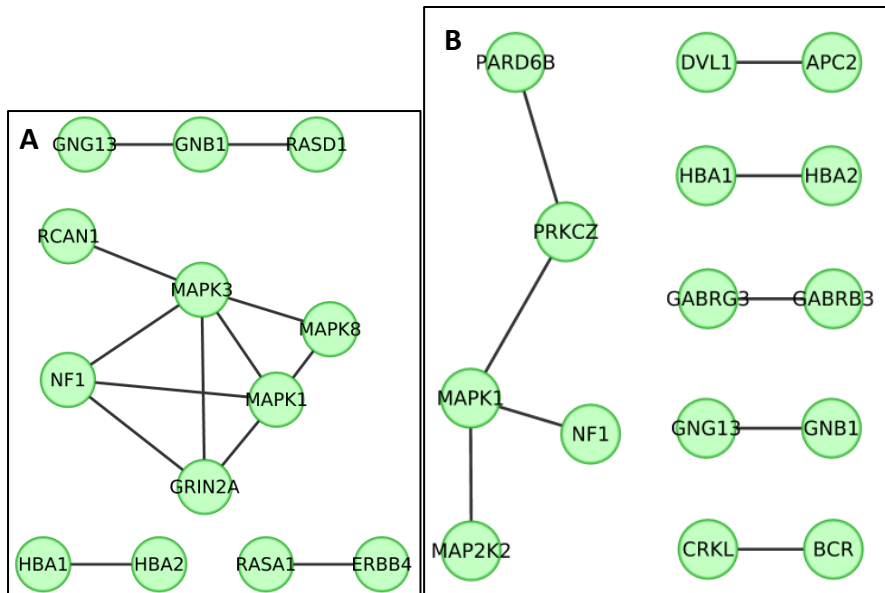 A
GNG13
GNB1
RASD1
RCAN1
MAPK3
MAPK8
NF1
MAPK1
GRIN2A
HBA1
HBA2
RASA1
ERBB4
B
PARD6B
DVL1
APC2
HBA1
HBA2
PRKCZ
GABRG3
GABRB3
MAPK1
NF1
GNG13
GNB1
MAP2K2
CRKL
BCR